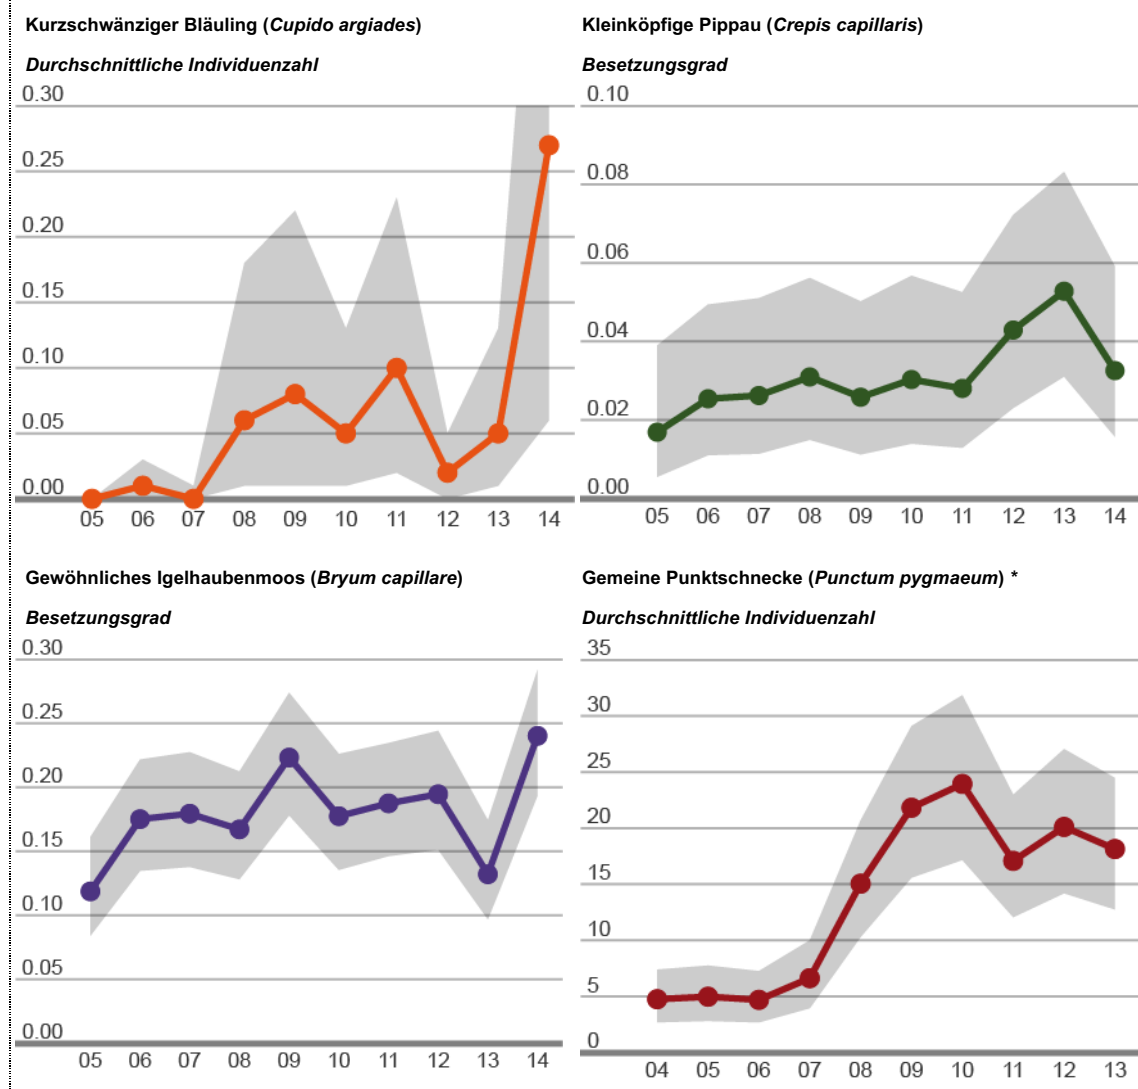 Kurzschwänziger Bläuling (Cupido argiades)
Durchschnittliche Individuenzahl
0.30
0.25
0.20
0.15
0.10
0.05
0.00
05 06 07 08 09 10 11 12 13 14
Kleinköpfige Pippau (Crepis capillaris)
Besetzungsgrad
0.10
0.08
0.06
0.04
0.02
0.00
05 06 07 08 09 10 11 12 13 14
Gewöhnliches Igelhaubenmoos (Bryum capillare)
Besetzungsgrad
0.30
0.25
0.20
0.15
0.10
0.05
0.00
05 06 07 08 09 10 11 12 13 14
Gemeine Punktschnecke (Punctum pygmaeum) *
Durchschnittliche Individuenzahl
35
30
25
20
15
10
5
0
04 05 06 07 08 09 10 11 12 13